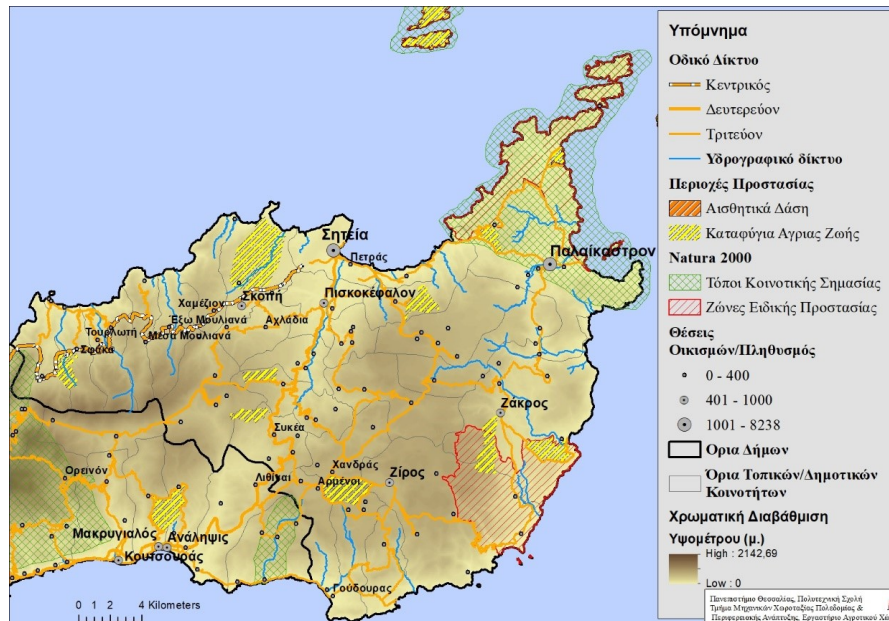 Σητεία
Πετράς
Παλαίκαστρον
Χαμέζιον
Σκοπή
Πισκοκέφαλον
Έξω Μουλιανά
Αχλάδια
Τουρλωτή
Μέσα Μουλιανά
Σφάκα
Ζάκρος
Συκέα
Χανδράς
Ζίρος
Ορεινόν
Λιθίναι
Αρμένοι
Μακρυγιαλός
Ανάληψις
Κουτσουράς
Γούδουρας
0 1 2 4 Kilometers
Υπόμνημα
Οδικό Δίκτυο
Κεντρικός
Δευτερεύον
Τριτεύον
Υδρογραφικό δίκτυο
Περιοχές Προστασίας
Αισθητικά Δάση
Καταφύγια Αγριας Ζωής
Natura 2000
Τόποι Κοινοτικής Σημασίας
Ζώνες Ειδικής Προστασίας
Θέσεις
Οικισμών/Πληθυσμός
0 - 400
401 - 1000
1001 - 8238
Ορια Δήμων
Όρια Τοπικών/Δημοτικών
Κοινοτήτων
Χρωματική Διαβάθμιση
Υψομέτρου (μ.)
High : 2142,69
Low : 0
Πανεπιστήμιο Θεσσαλίας, Πολυτεχνική Σχολή
Τμήμα Μηχανικών Χωροταξίας Πολεοδομίας &
Περιφερειακής Ανάπτυξης, Εργαστήριο Αγροτικού